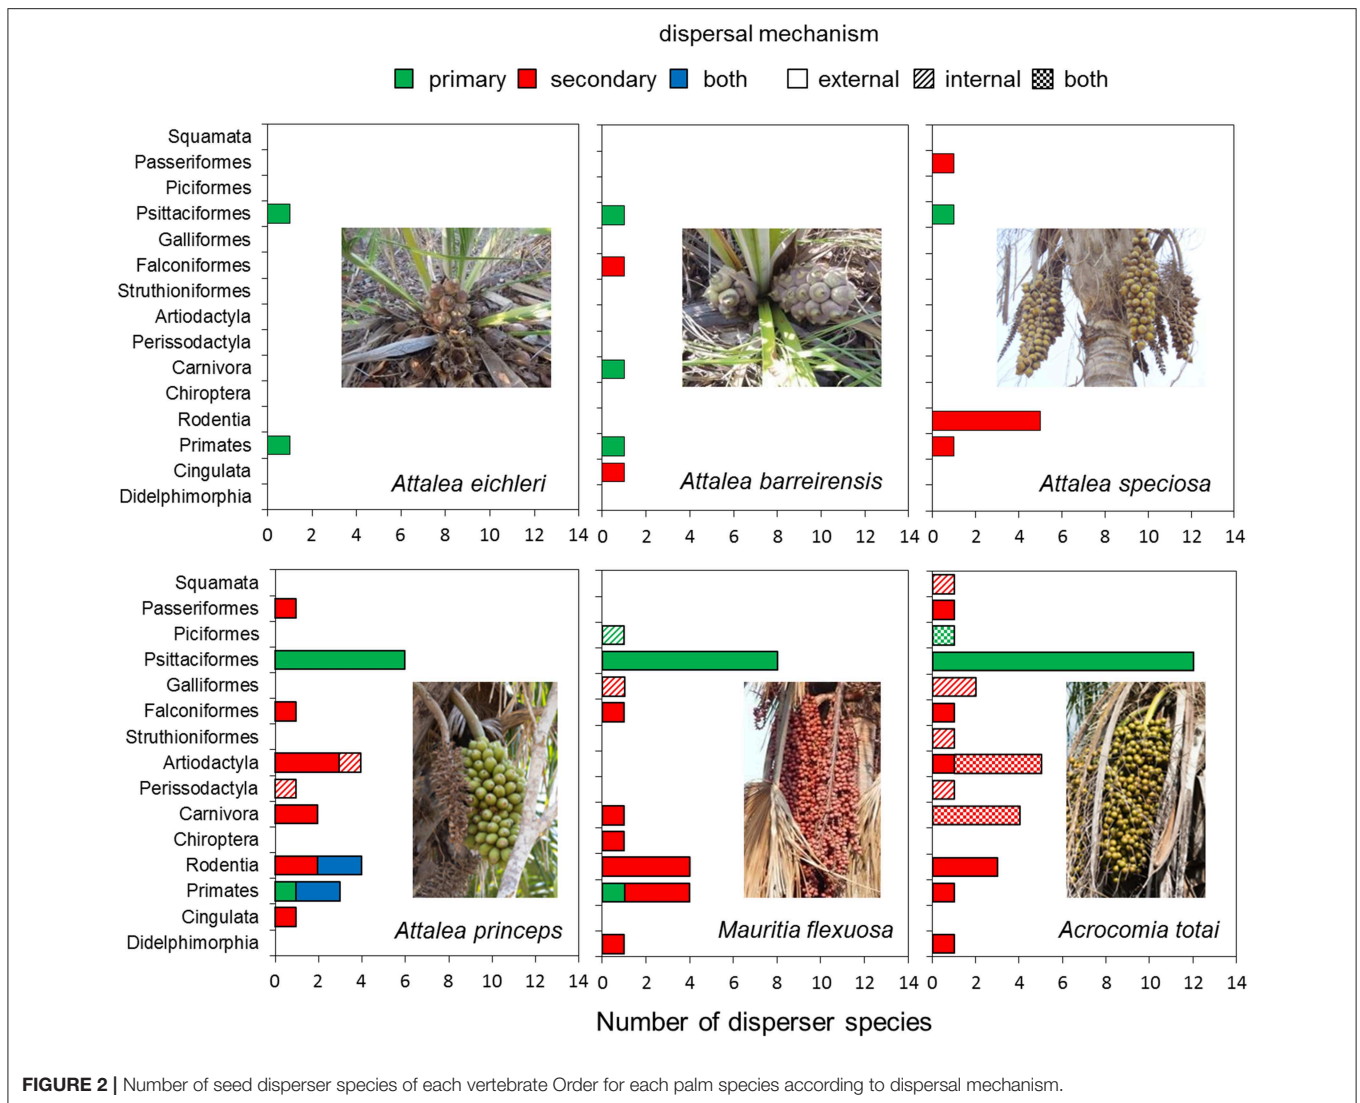 dispersal mechanism
primary secondary both external internal both
Squamata
Passeriformes
Piciformes
Psittaciformes
Galliformes
Falconiformes
Struthioniformes
Artiodactyla
Perissodactyla
Carnivora
Chiroptera
Rodentia
Primates
Cingulata
Didelphimorphia
Attalea eichleri
Attalea barreirensis
Attalea speciosa
0 2 4 6 8 10 12 14
0 2 4 6 8 10 12 14
0 2 4 6 8 10 12 14
Squamata
Passeriformes
Piciformes
Psittaciformes
Galliformes
Falconiformes
Struthioniformes
Artiodactyla
Perissodactyla
Carnivora
Chiroptera
Rodentia
Primates
Cingulata
Didelphimorphia
Attalea princeps
Mauritia flexuosa
Acrocomia totai
0 2 4 6 8 10 12 14
0 2 4 6 8 10 12 14
0 2 4 6 8 10 12 14
Number of disperser species
FIGURE 2 | Number of seed disperser species of each vertebrate Order for each palm species according to dispersal mechanism.